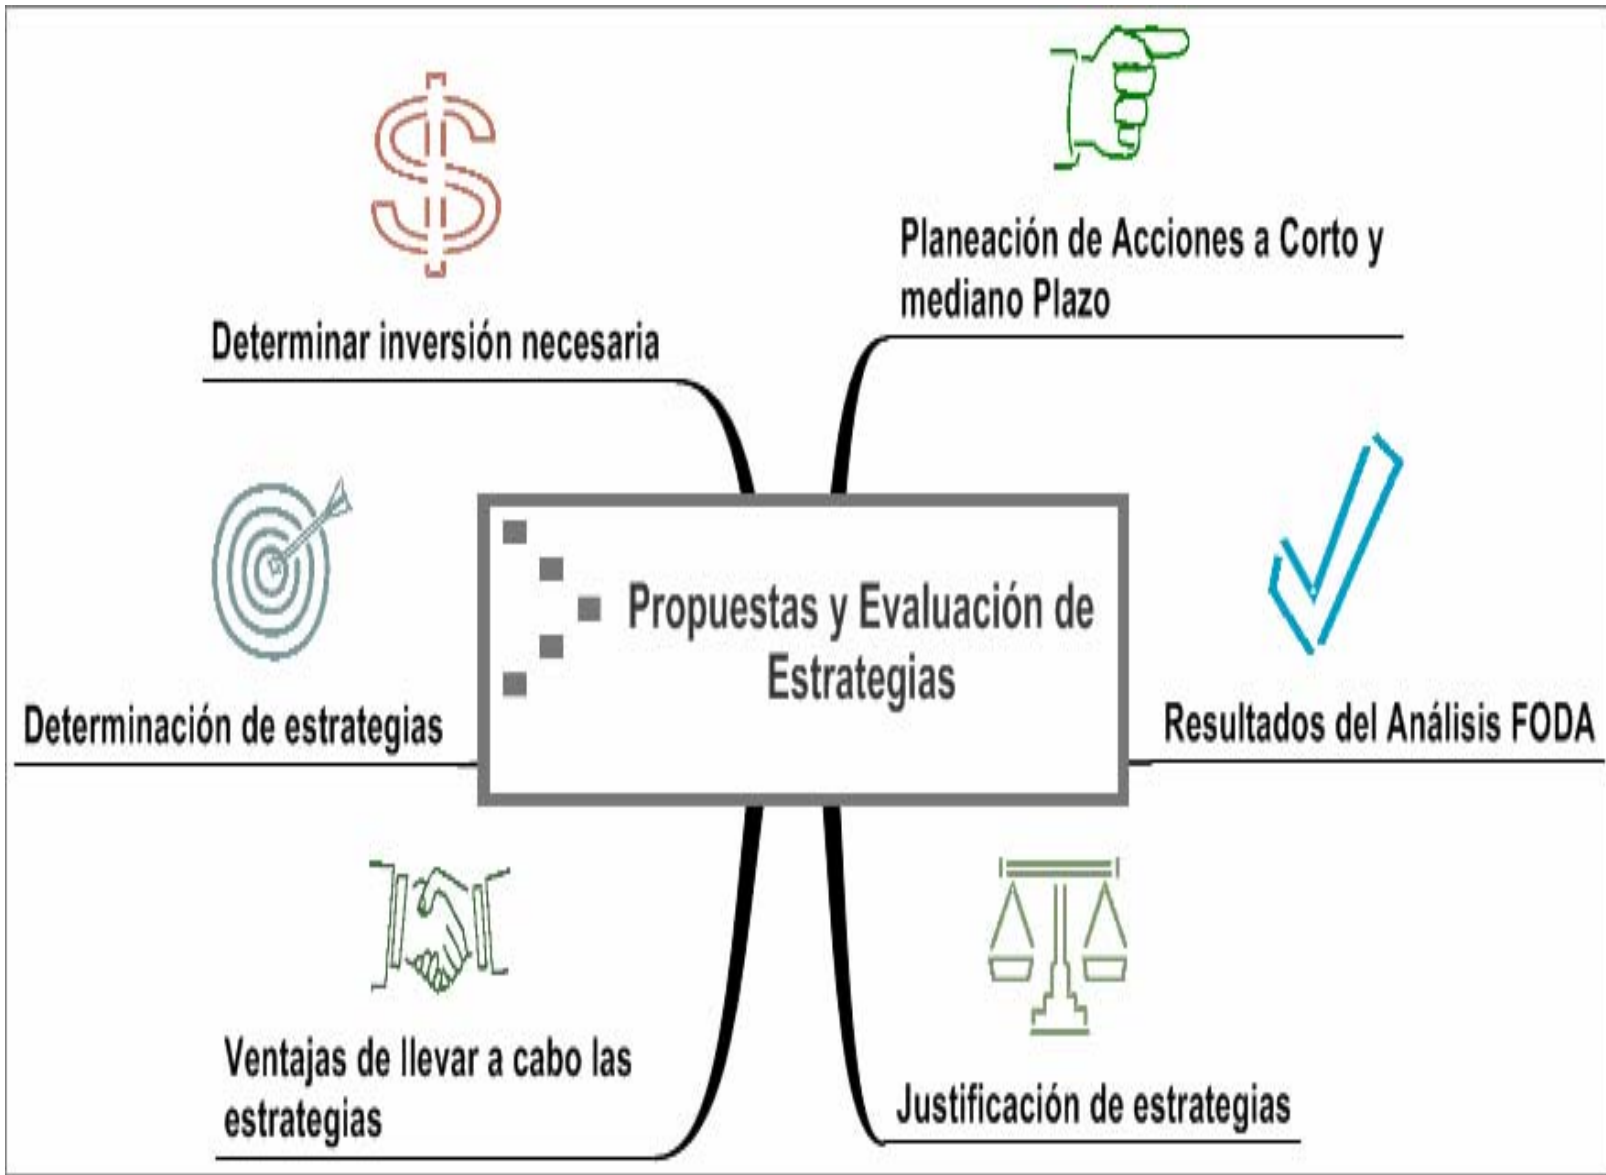 Planeación de Acciones a Corto y
mediano Plazo
Determinar inversión necesaria
Propuestas y Evaluación de
Estrategias
Determinación de estrategias
Resultados del Análisis FODA
Ventajas de llevar a cabo las
estrategias
Justificación de estrategias